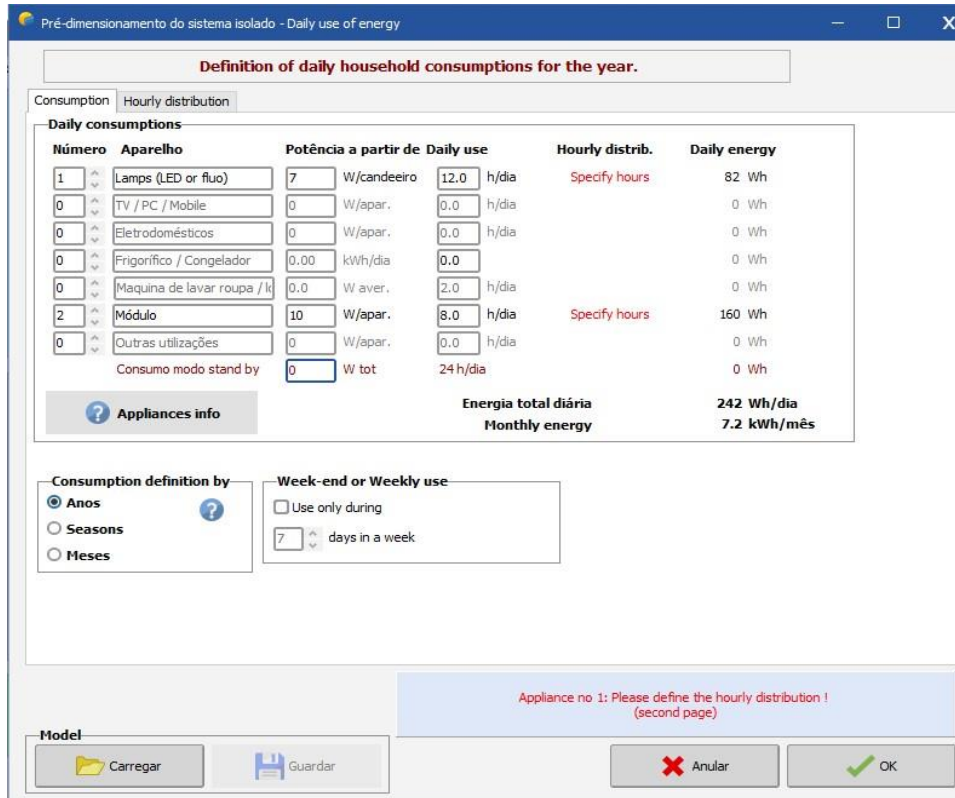 Pré-dimensionamento do sistema isolado - Daily use of energy
Definition of daily household consumptions for the year.
Consumption Hourly distribution
Daily consumptions
Número Aparelho Potência a partir de Daily use Hourly distrib. Daily energy
1 Lamps (LED or fluo) 7 W/candeeiro 12.0 h/dia Specify hours 82 Wh
0 TV / PC / Mobile 0 W/apar. 0.0 h/dia 0 Wh
0 Eletrodomésticos 0 W/apar. 0.0 h/dia 0 Wh
0 Frigorífico / Congelador 0.00 kWh/dia 0.0 0 Wh
0 Maquina de lavar roupa / 0.0 W aver. 2.0 h/dia 0 Wh
2 Módulo 10 W/apar. 8.0 h/dia Specify hours 160 Wh
0 Outras utilizações 0 W/apar. 0.0 h/dia 0 Wh
Consumo modo stand by 0 W tot 24 h/dia 0 Wh
Appliances info
Energia total diária 242 Wh/dia
Monthly energy 7.2 kWh/mês
Consumption definition by
Anos
Seasons
Meses
Week-end or Weekly use
Use only during
7 days in a week
Appliance no 1: Please define the hourly distribution !
(second page)
Model
Carregar Guardar Anular OK